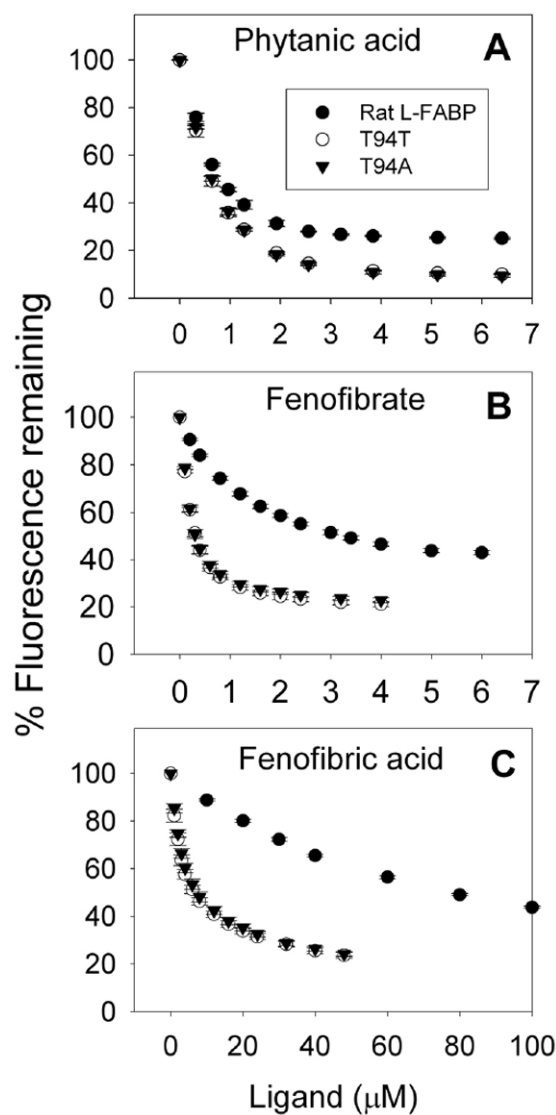 Phytanic acid A
Rat L-FABP
T94T
T94A
100
80
60
40
20
0
0 1 2 3 4 5 6 7
% Fluorescence remaining
Fenofibrate B
100
80
60
40
20
0
0 1 2 3 4 5 6 7
Fenofibric acid C
100
80
60
40
20
0
0 20 40 60 80 100
Ligand (μM)